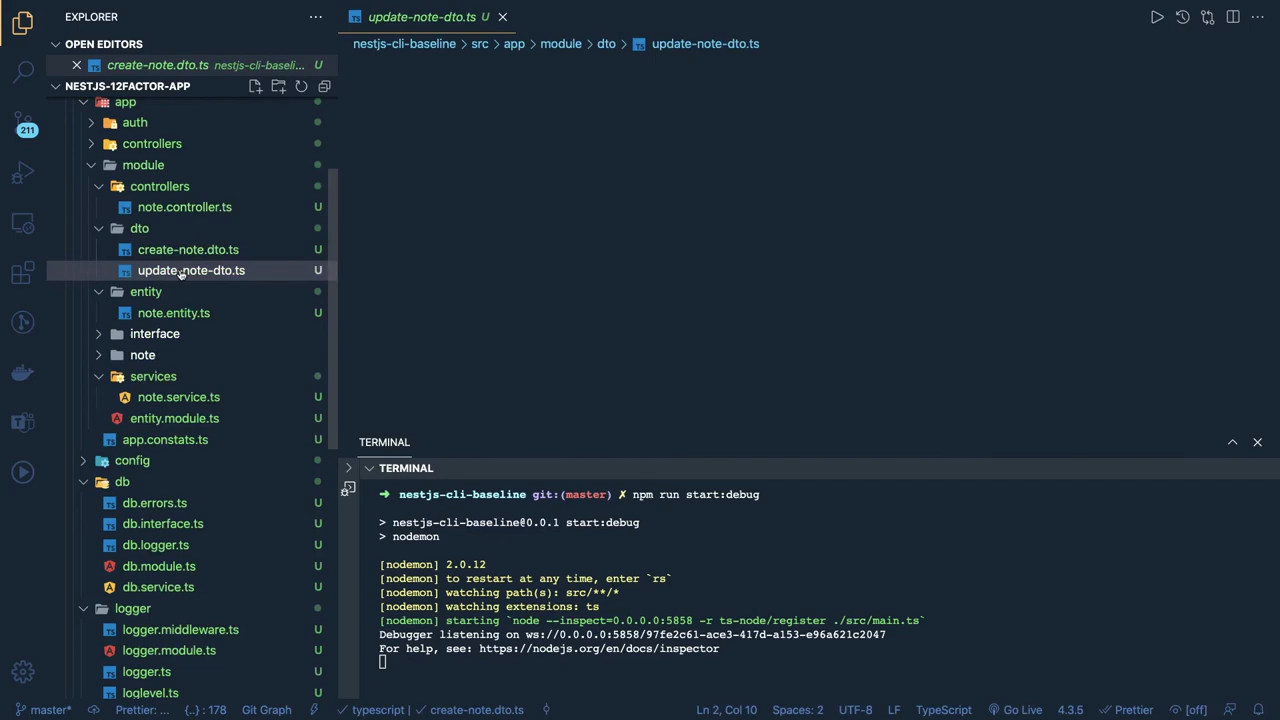 EXPLORER
OPEN EDITORS
create-note.dto.ts nestjs-cli-baseli... U
NESTJS-12FACTOR-APP
app
auth
controllers
module
controllers
note.controller.ts U
dto
create-note.dto.ts U
update-note-dto.ts U
entity
note.entity.ts U
interface
note
services
note.service.ts U
entity.module.ts U
app.constats.ts U
config
db
db.errors.ts U
db.interface.ts U
db.logger.ts U
db.module.ts U
db.service.ts U
logger
logger.middleware.ts U
logger.module.ts U
logger.ts U
loglevel.ts U
211
update-note-dto.ts U
nestjs-cli-baseline > src > app > module > dto > update-note-dto.ts
TERMINAL
TERMINAL
➜ nestjs-cli-baseline git:(master) ✗ npm run start:debug
> nestjs-cli-baseline@0.0.1 start:debug
> nodemon
[nodemon] 2.0.12
[nodemon] to restart at any time, enter `rs`
[nodemon] watching path(s): src/**/*
[nodemon] watching extensions: ts
[nodemon] starting `node --inspect=0.0.0.0:5858 -r ts-node/register ./src/main.ts`
Debugger listening on ws://0.0.0.0:5858/97fe2c61-ace3-417d-a153-e96a621c2047
For help, see: https://nodejs.org/en/docs/inspector
master* Prettier: ... {..} : 178 Git Graph typescript | create-note.dto.ts Ln 2, Col 10 Spaces: 2 UTF-8 LF TypeScript Go Live 4.3.5 Prettier [off]